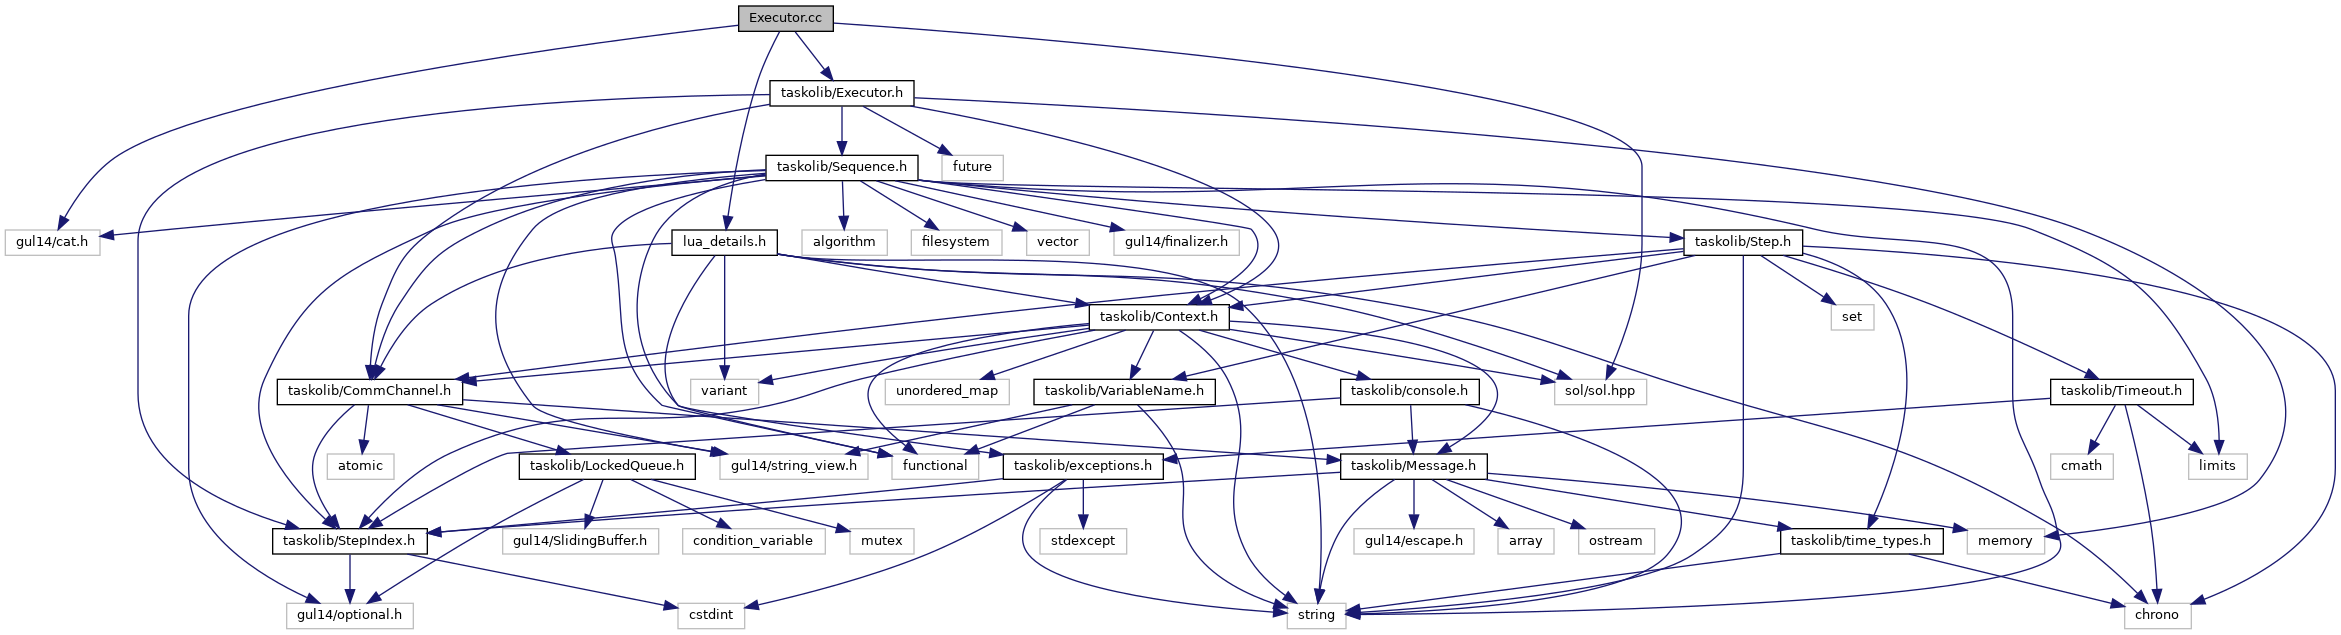 Executor.cc
taskolib/Executor.h
taskolib/Sequence.h
future
gul14/cat.h
lua_details.h
algorithm
filesystem
vector
gul14/finalizer.h
taskolib/Step.h
taskolib/Context.h
set
taskolib/CommChannel.h
variant
unordered_map
taskolib/VariableName.h
taskolib/console.h
sol/sol.hpp
taskolib/Timeout.h
atomic
taskolib/LockedQueue.h
gul14/string_view.h
functional
taskolib/exceptions.h
taskolib/Message.h
cmath
limits
taskolib/StepIndex.h
gul14/SlidingBuffer.h
condition_variable
mutex
stdexcept
gul14/escape.h
array
ostream
taskolib/time_types.h
memory
gul14/optional.h
cstdint
string
chrono